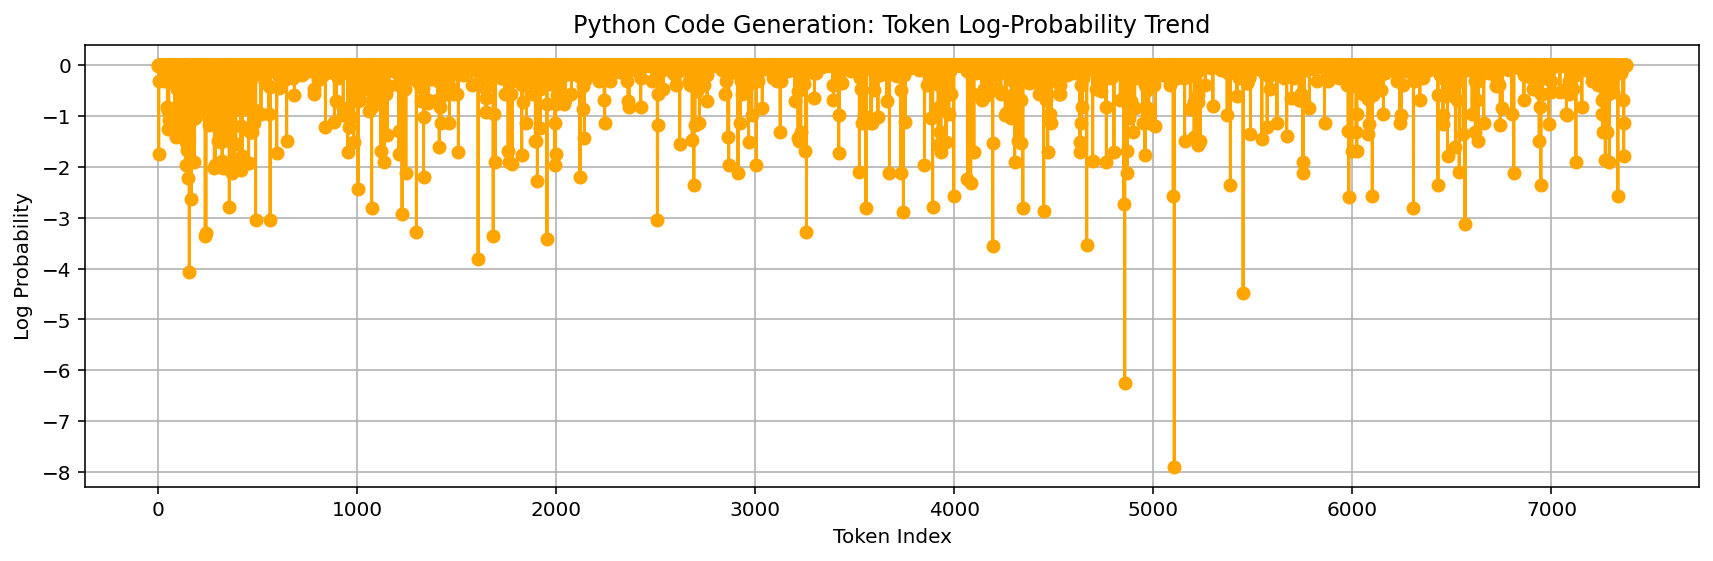 Python Code Generation: Token Log-Probability Trend
0
−1
−2
−3
−4
−5
−6
−7
−8
Log Probability
0 1000 2000 3000 4000 5000 6000 7000
Token Index